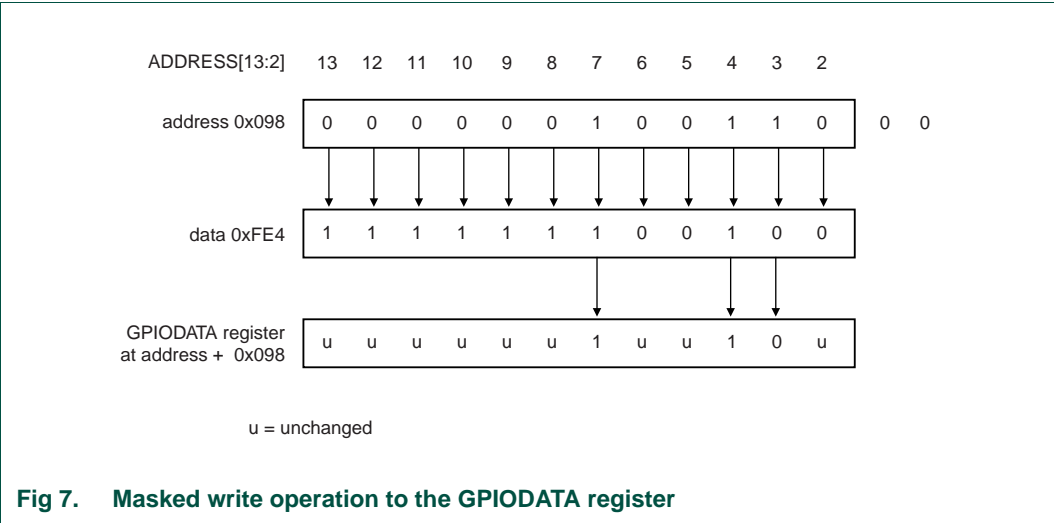 ADDRESS[13:2] 13 12 11 10 9 8 7 6 5 4 3 2
address 0x098 0 0 0 0 0 0 1 0 0 1 1 0 0 0
data 0xFE4 1 1 1 1 1 1 1 0 0 1 0 0
GPIODATA register
at address + 0x098 u u u u u u 1 u u 1 0 u
u = unchanged
Fig 7. Masked write operation to the GPIODATA register